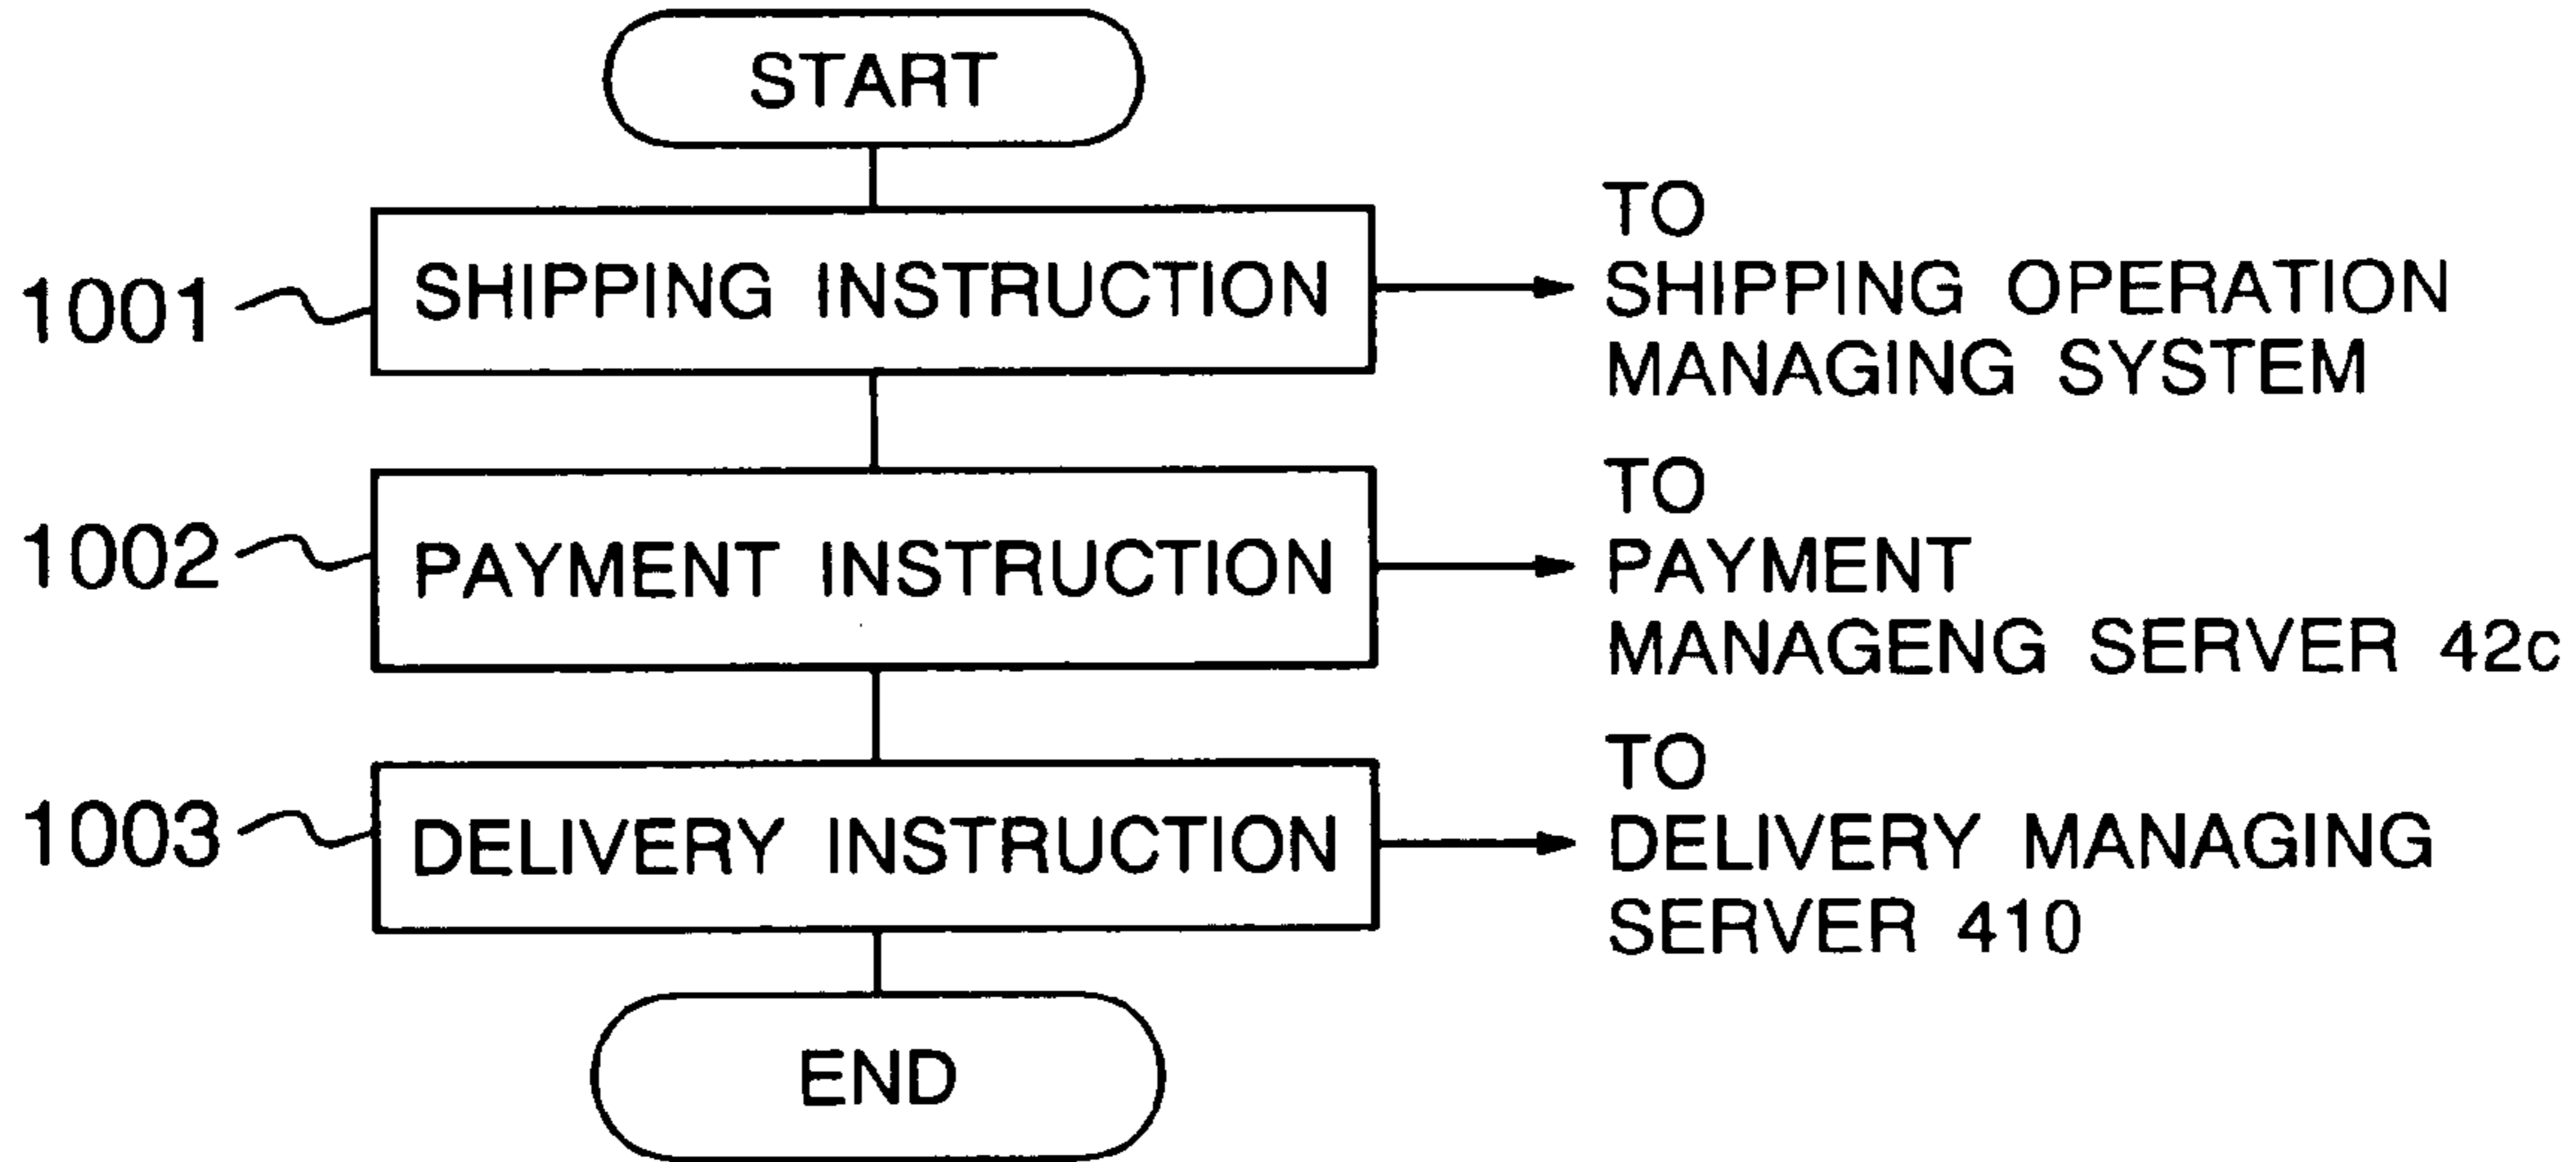 START
1001
SHIPPING INSTRUCTION
TO
SHIPPING OPERATION
MANAGING SYSTEM
1002
PAYMENT INSTRUCTION
TO
PAYMENT
MANAGENG SERVER 42c
1003
DELIVERY INSTRUCTION
TO
DELIVERY MANAGING
SERVER 410
END